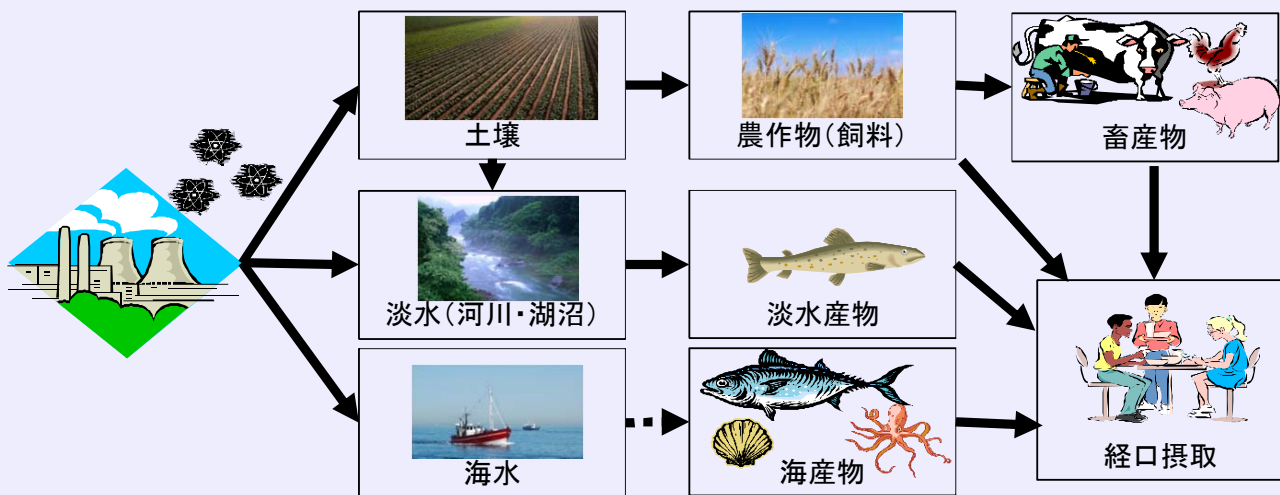 土壌
農作物(飼料)
畜産物
淡水(河川・湖沼)
淡水産物
海水
海産物
経口摂取